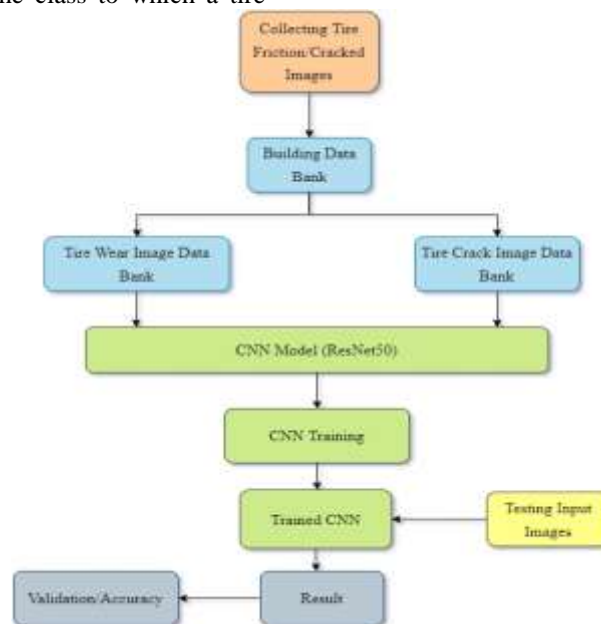 ne class to which a tire
Collecting Tire
Friction/Cracked
Images
Building Data
Bank
Tire Wear Image Data
Bank
Tire Crack Image Data
Bank
CNN Model (ResNet50)
CNN Training
Trained CNN
Testing Input
Images
Validation/Accuracy
Result